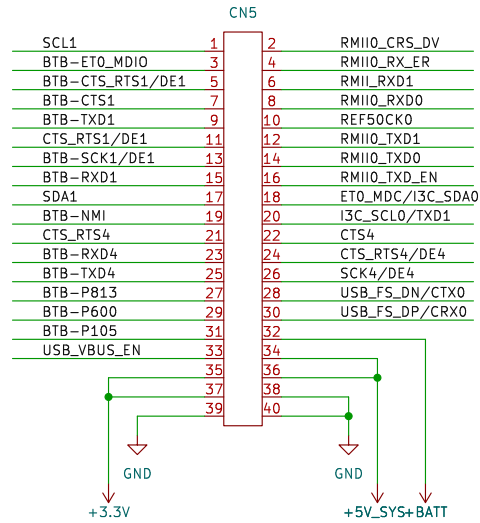 CN5
SCL1 1 2 RMII0_CRS_DV
BTB-ET0_MDIO 3 4 RMII0_RX_ER
BTB-CTS_RTS1/DE1 5 6 RMII_RXD1
BTB-CTS1 7 8 RMII0_RXD0
BTB-TXD1 9 10 REF50CK0
CTS_RTS1/DE1 11 12 RMII0_TXD1
BTB-SCK1/DE1 13 14 RMII0_TXD0
BTB-RXD1 15 16 RMII0_TXD_EN
SDA1 17 18 ET0_MDC/I3C_SDA0
BTB-NMI 19 20 I3C_SCL0/TXD1
CTS_RTS4 21 22 CTS4
BTB-RXD4 23 24 CTS_RTS4/DE4
BTB-TXD4 25 26 SCK4/DE4
BTB-P813 27 28 USB_FS_DN/CTX0
BTB-P600 29 30 USB_FS_DP/CRX0
BTB-P105 31 32
USB_VBUS_EN 33 34
35 36
37 38
39 40
GND GND
+3.3V +5V_SYS +BATT